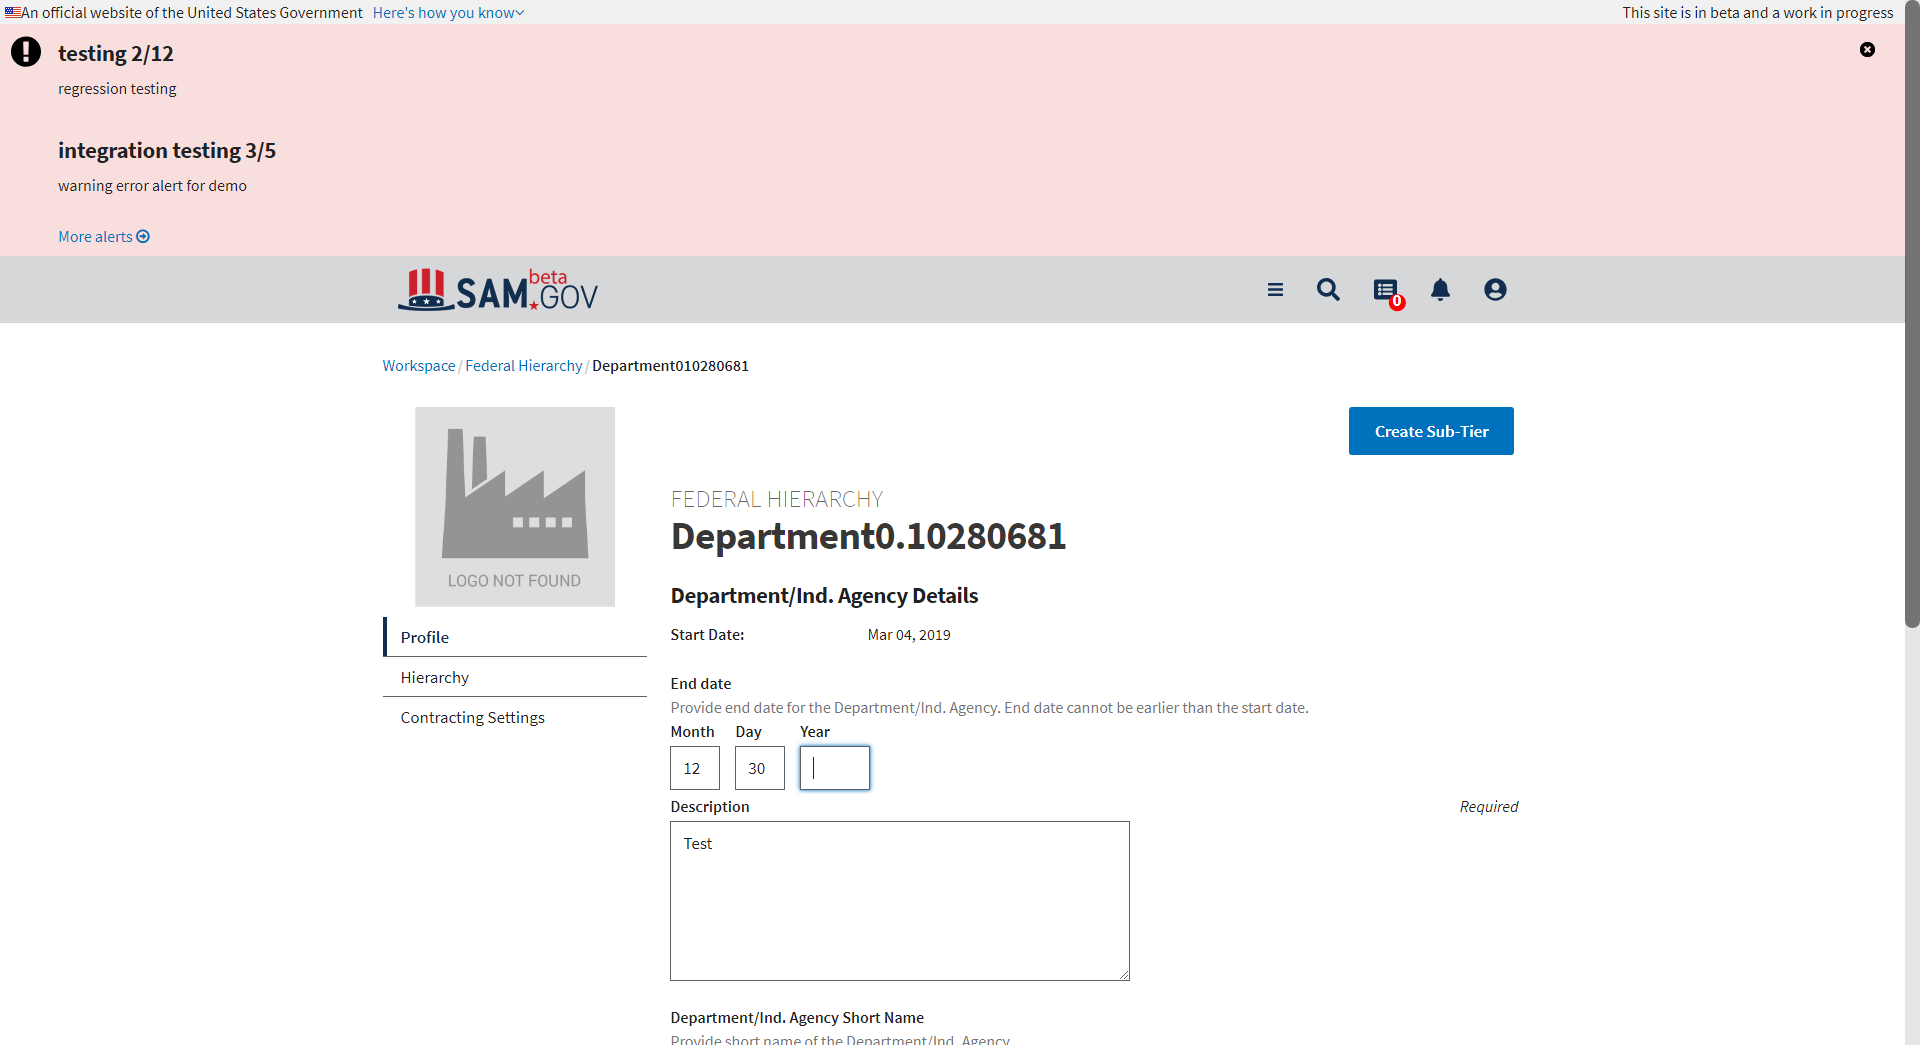 An official website of the United States Government Here's how you know
This site is in beta and a work in progress
testing 2/12
regression testing
integration testing 3/5
warning error alert for demo
More alerts
SAM.GOV beta
0
Workspace / Federal Hierarchy / Department010280681
LOGO NOT FOUND
Create Sub-Tier
FEDERAL HIERARCHY
Department0.10280681
Profile
Hierarchy
Contracting Settings
Department/Ind. Agency Details
Start Date: Mar 04, 2019
End date
Provide end date for the Department/Ind. Agency. End date cannot be earlier than the start date.
Month Day Year
12 30
Description Required
Test
Department/Ind. Agency Short Name
Provide short name of the Department/Ind. Agency